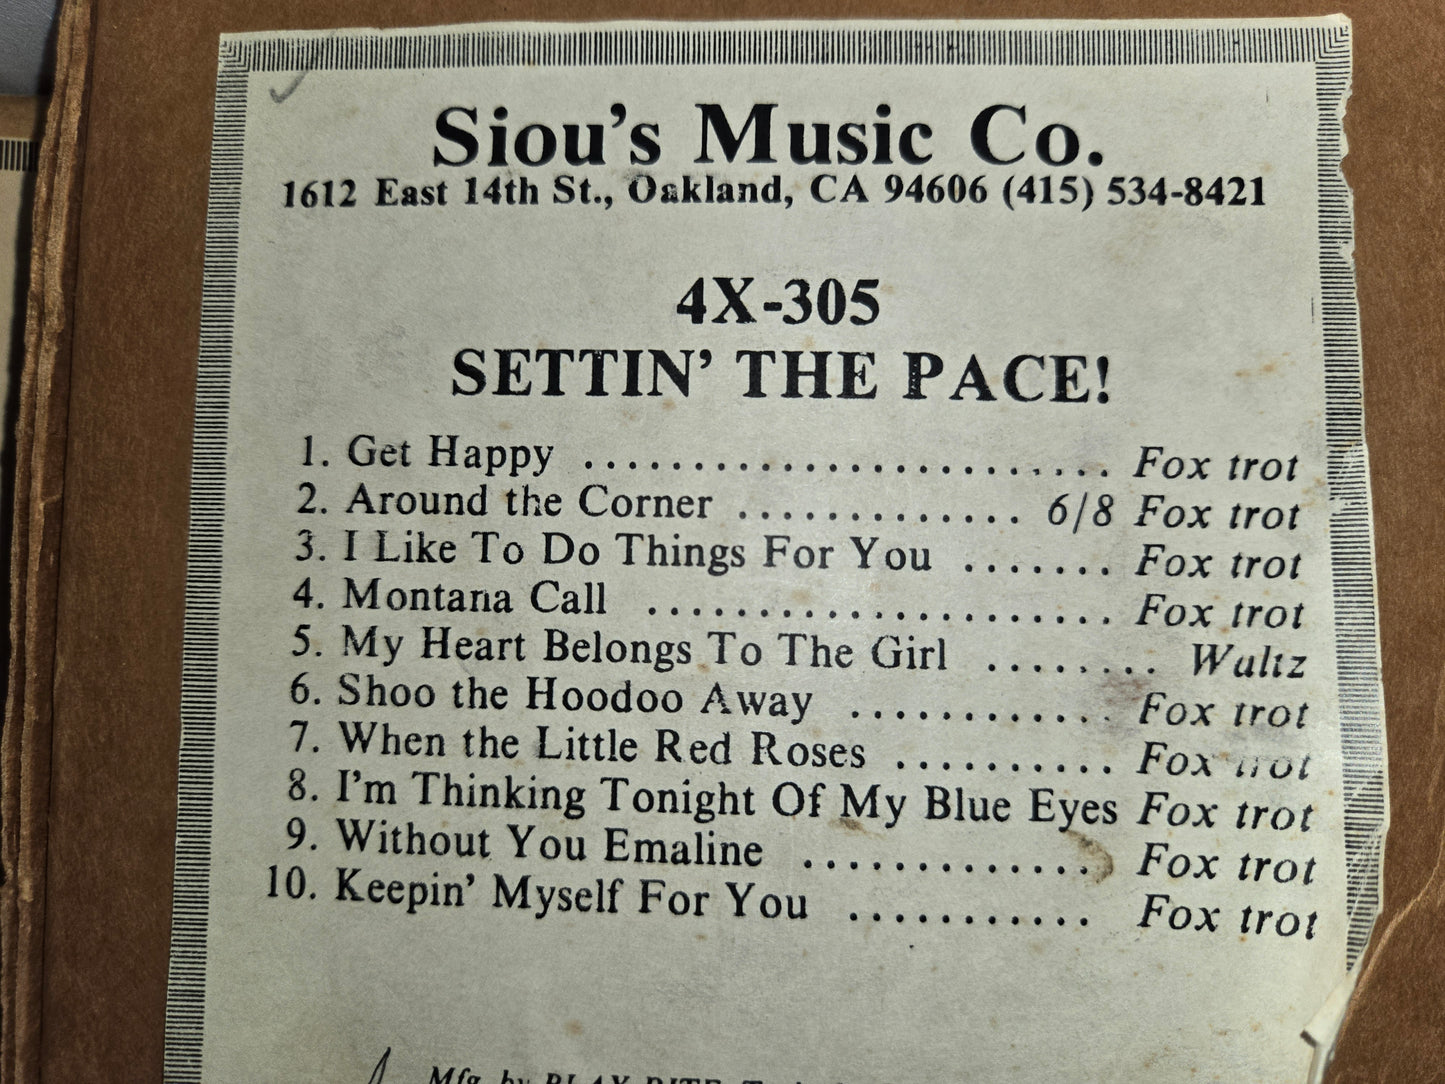 Siou's Music Co.
1612 East 14th St., Oakland, CA 94606 (415) 534-8421
4X-305
SETTIN' THE PACE!
1. Get Happy ......................... Fox trot
2. Around the Corner ............. 6/8 Fox trot
3. I Like To Do Things For You ....... Fox trot
4. Montana Call ..................... Fox trot
5. My Heart Belongs To The Girl ........ Waltz
6. Shoo the Hoodoo Away ............ Fox trot
7. When the Little Red Roses .......... Fox trot
8. I'm Thinking Tonight Of My Blue Eyes Fox trot
9. Without You Emaline ............. Fox trot
10. Keepin' Myself For You ........... Fox trot
Mfg. by PLAY-RITE